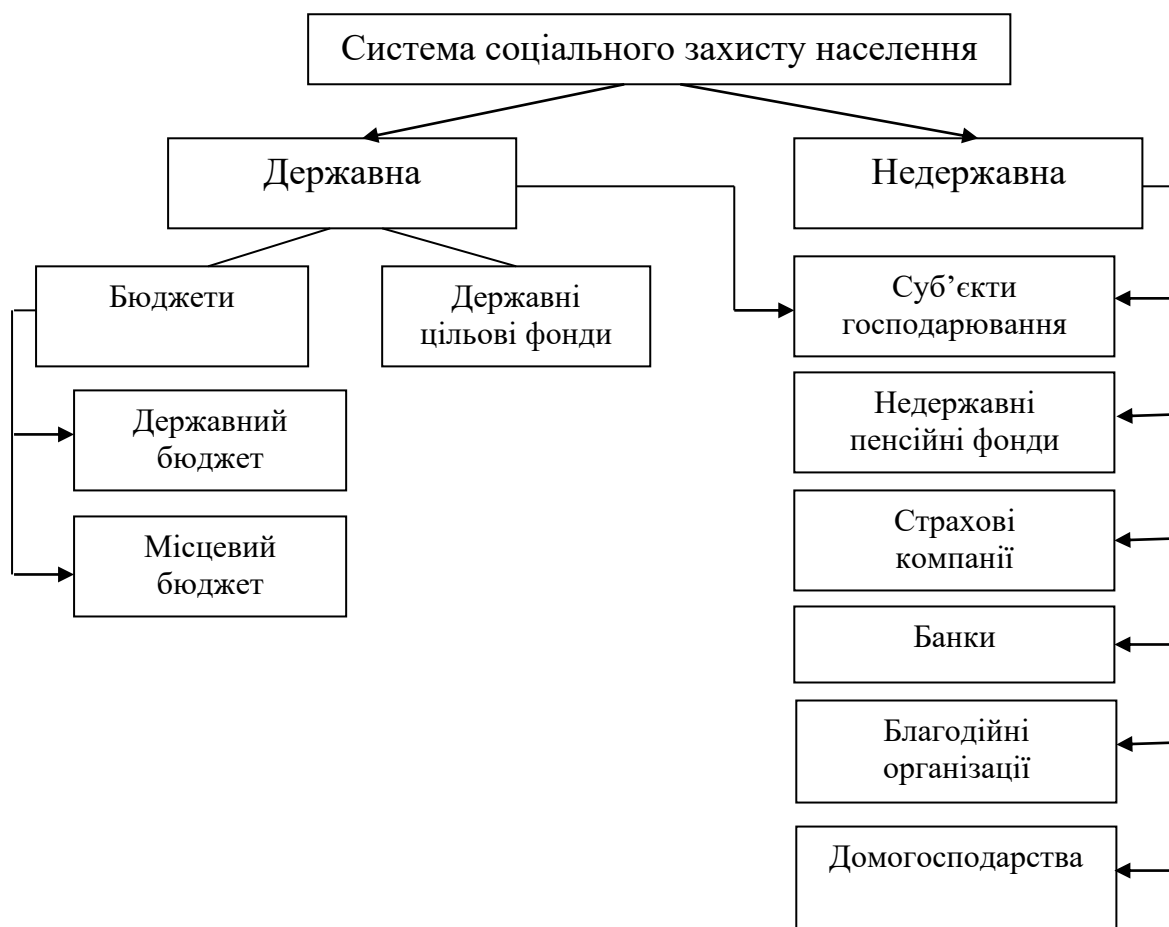 Система соціального захисту населення
Державна
Недержавна
Бюджети
Державні
цільові фонди
Державний
бюджет
Місцевий
бюджет
Суб’єкти
господарювання
Недержавні
пенсійні фонди
Страхові
компанії
Банки
Благодійні
організації
Домогосподарства